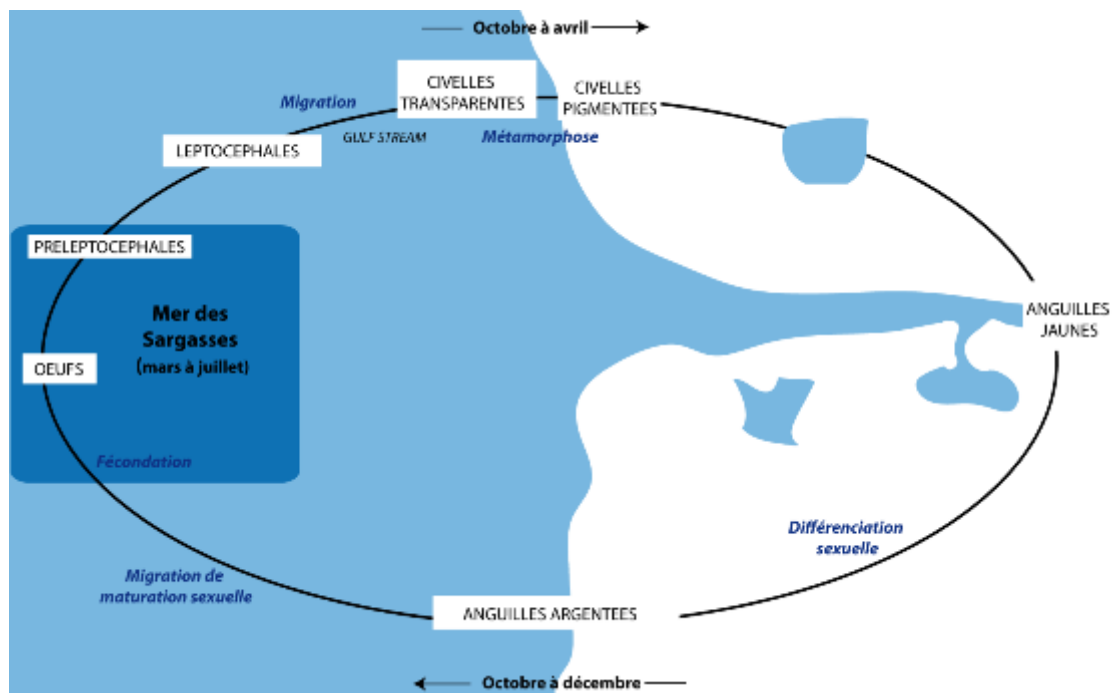 Octobre à avril
CIVELLES
TRANSPARENTES
CIVELLES
PIGMENTEES
Migration
GULF STREAM
Métamorphose
LEPTOCEPHALES
PRELEPTOCEPHALES
Mer des
Sargasses
(mars à juillet)
OEUFS
ANGUILLES
JAUNES
Fécondation
Différenciation
sexuelle
Migration de
maturation sexuelle
ANGUILLES ARGENTEES
Octobre à décembre